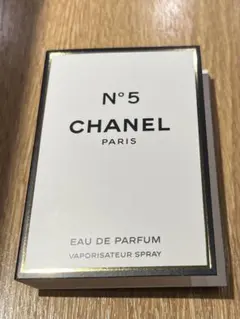 N°5
CHANEL
PARIS
EAU DE PARFUM
VAPORISATEUR SPRAY